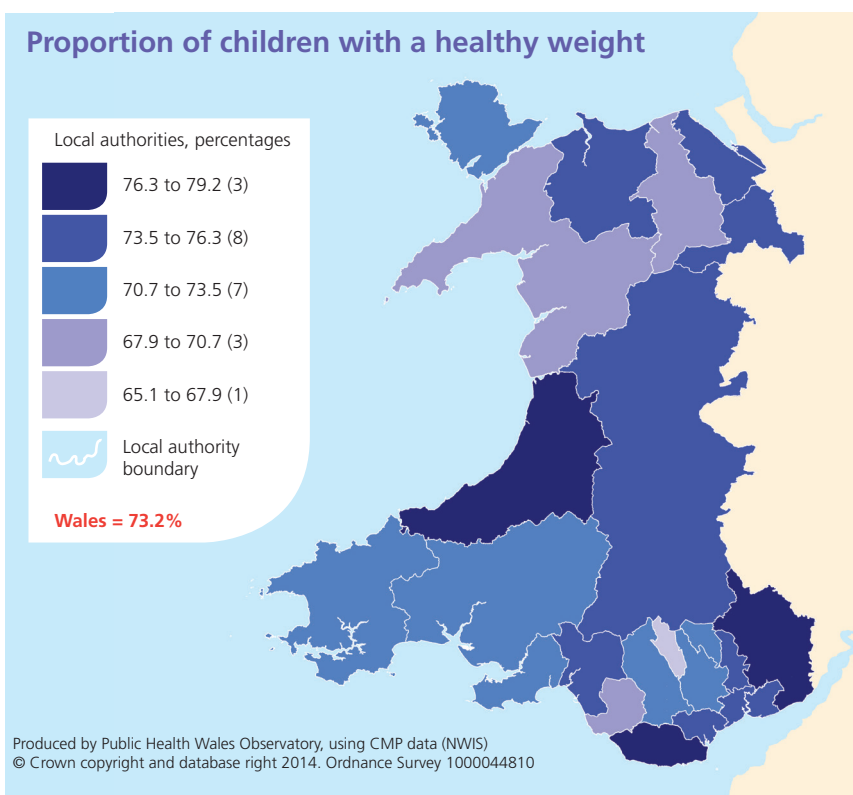 Proportion of children with a healthy weight
Local authorities, percentages
76.3 to 79.2 (3)
73.5 to 76.3 (8)
70.7 to 73.5 (7)
67.9 to 70.7 (3)
65.1 to 67.9 (1)
Local authority
boundary
Wales = 73.2%
Produced by Public Health Wales Observatory, using CMP data (NWIS)
© Crown copyright and database right 2014. Ordnance Survey 1000044810